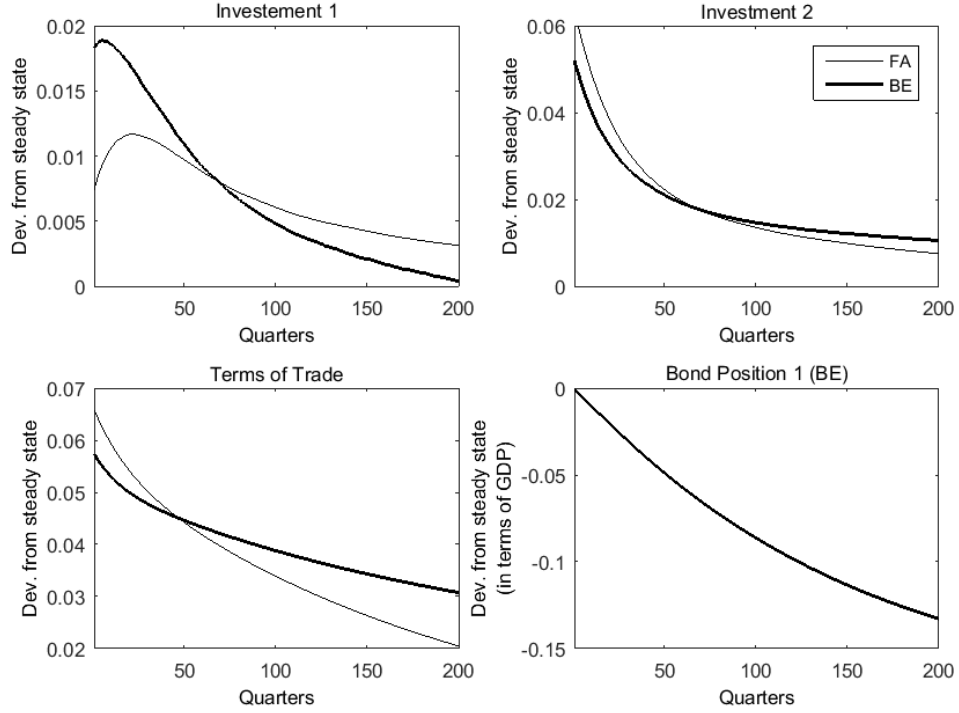 Investement 1
Dev. from steady state
0.02
0.015
0.01
0.005
0
50
100
150
200
Quarters
Investment 2
Dev. from steady state
0.06
0.04
0.02
0
50
100
150
200
Quarters
FA
BE
Terms of Trade
Dev. from steady state
0.07
0.06
0.05
0.04
0.03
0.02
50
100
150
200
Quarters
Bond Position 1 (BE)
Dev. from steady state
(in terms of GDP)
0
-0.05
-0.1
-0.15
0
50
100
150
200
Quarters